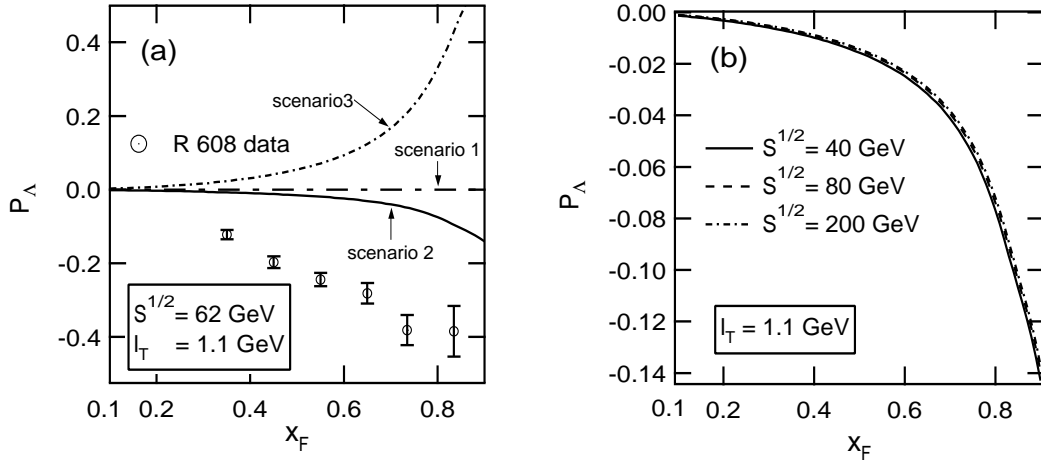 (a)
0.4
0.2
0.0
-0.2
-0.4
P_Λ
scenario3
R 608 data
scenario 1
scenario 2
S^1/2 = 62 GeV
l_T = 1.1 GeV
0.1 0.2 0.4 0.6 0.8
x_F
(b)
0.00
-0.02
-0.04
-0.06
-0.08
-0.10
-0.12
-0.14
P_Λ
S^1/2 = 40 GeV
S^1/2 = 80 GeV
S^1/2 = 200 GeV
l_T = 1.1 GeV
0.1 0.2 0.4 0.6 0.8
x_F